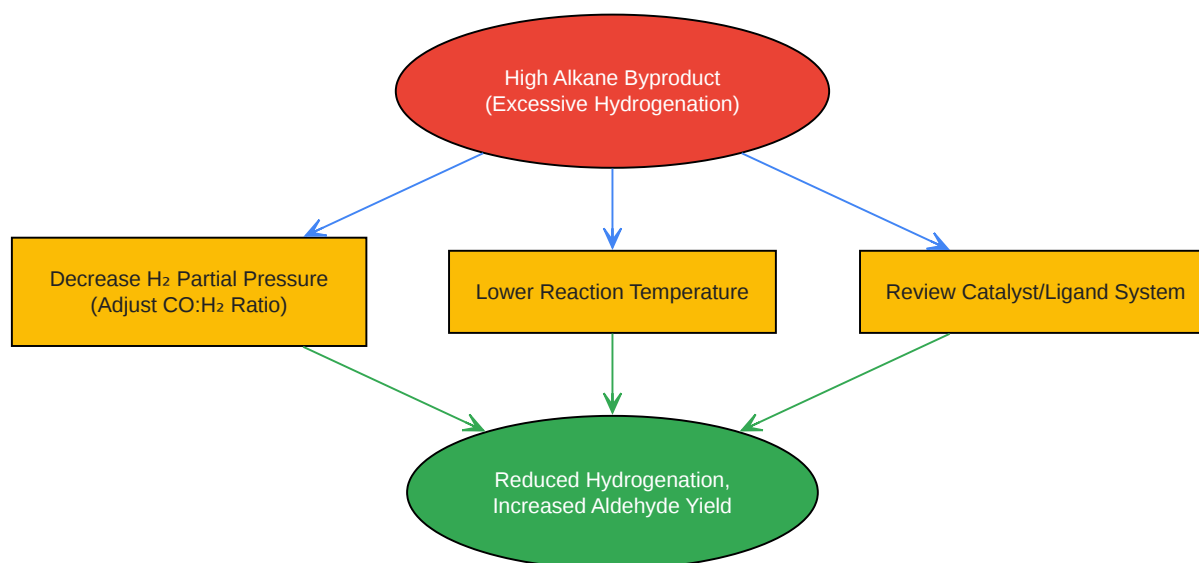 High Alkane Byproduct
(Excessive Hydrogenation)
Decrease H₂ Partial Pressure
(Adjust CO:H₂ Ratio)
Lower Reaction Temperature
Review Catalyst/Ligand System
Reduced Hydrogenation,
Increased Aldehyde Yield